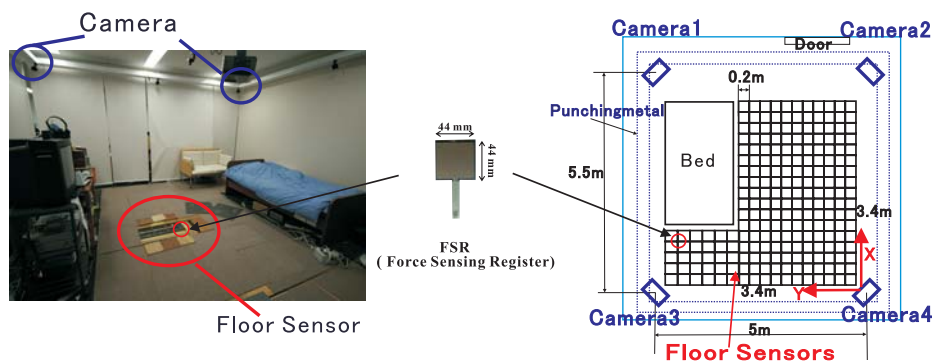 Camera
Floor Sensor
44 mm
44 mm
FSR
( Force Sensing Register)
Camera1
Camera2
Door
0.2m
Punchingmetal
Bed
5.5m
3.4m
X
Y
3.4m
Camera3
Camera4
5m
Floor Sensors